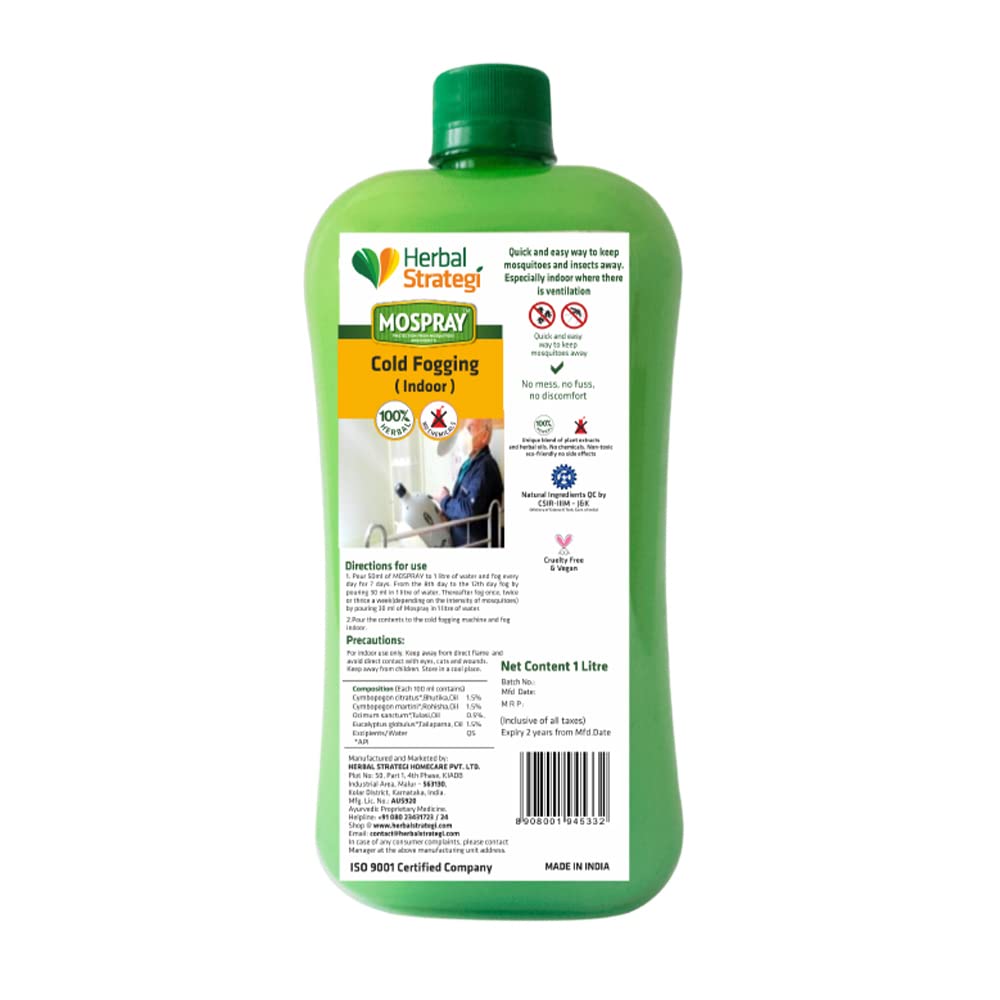 Herbal
Strategi
MOSPRAY
Cold Fogging
( Indoor )
100%
HERBAL
NO CHEMICALS
Directions for use
1. Pour 50ml of MOSPRAY to 1 litre of water and fog every
day for 7 days. From the 8th day to the 12th day fog by
pouring 30 ml in 1 litre of water. Thereafter fog once, twice
or thrice a week(depending on the intensity of mosquitoes)
by pouring 30 ml of Mospray in 1 litre of water.
2.Pour the contents to the cold fogging machine and fog
indoor.
Precautions:
For indoor use only. Keep away from direct flame and
avoid direct contact with eyes, cuts and wounds.
Keep away from children. Store in a cool place.
Composition (Each 100 ml contains)
Cymbopogon citratus*,Bhutika,Oil 1.5%
Cymbopogon martini*,Rohisha,Oil 1.5%
Ocimum sanctum*,Tulasi,Oil 0.5%.
Eucalyptus globulus*,Tailaparna, Oil 1.5%
Excipients/Water QS
*API
Manufactured and Marketed by:
HERBAL STRATEGI HOMECARE PVT. LTD.
Plot No: 50, Part 1, 4th Phase, KIADB
Industrial Area, Malur - 563130,
Kolar District, Karnataka, India.
Mfg. Lic. No.: AUS920
Ayurvedic Proprietary Medicine.
Helpline: +91 080 23431723 / 24
Shop @ www.herbalstrategi.com
Email: contact@herbalstrategi.com
In case of any consumer complaints, please contact
Manager at the above manufacturing unit address.
ISO 9001 Certified Company
Quick and easy way to keep
mosquitoes and insects away.
Especially indoor where there
is ventilation
Quick and easy
way to keep
mosquitoes away
No mess, no fuss,
no discomfort
100%
Unique blend of plant extracts
and herbal oils. No chemicals. Non-toxic
eco-friendly no side effects
Natural Ingredients QC by
CSIR-IIIM - J&K
Cruelty Free
& Vegan
Net Content 1 Litre
Batch No.:
Mfd Date:
M R P:
(Inclusive of all taxes)
Expiry 2 years from Mfd.Date
8908001 945332
MADE IN INDIA